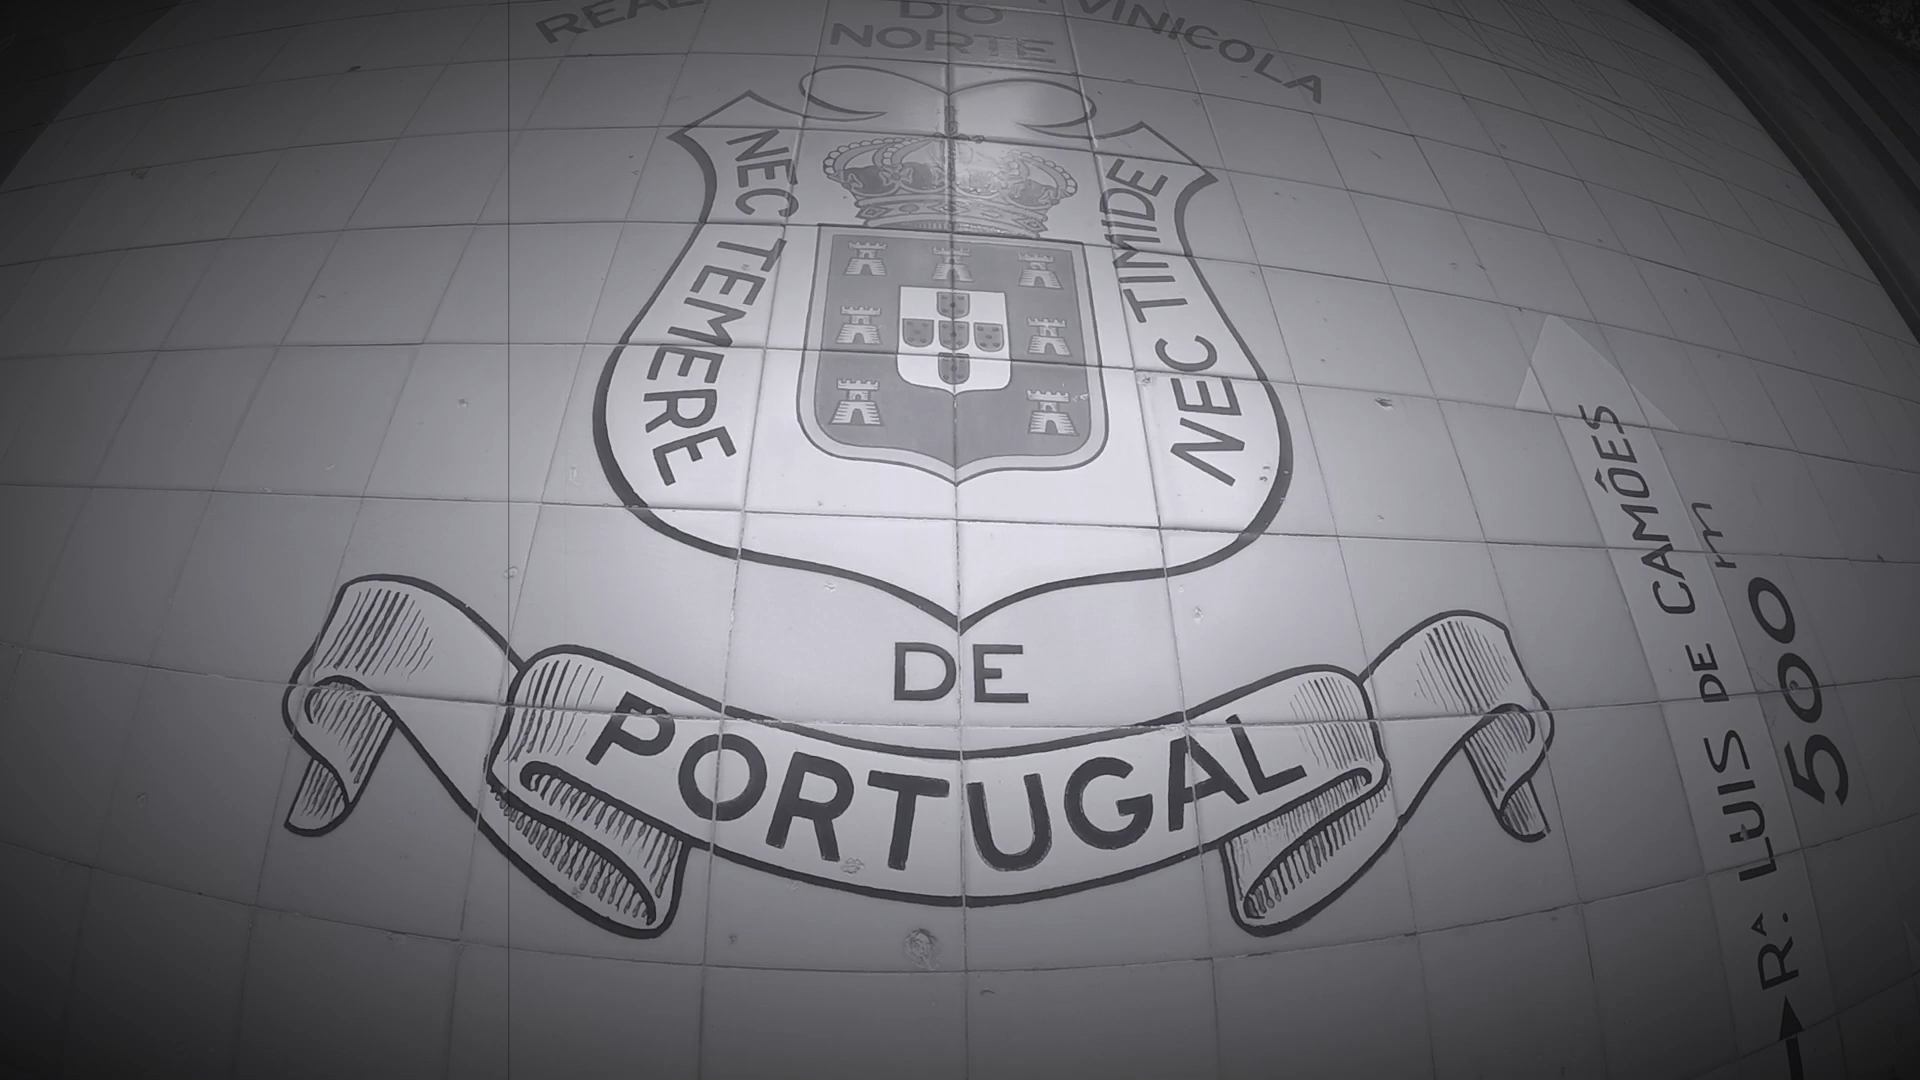 REAL VINICOLA
DO
NORTE
NEC TEMERE
NEC TIMIDE
DE
PORTUGAL
Rᴬ. LUIS DE CAMÕES
500 m